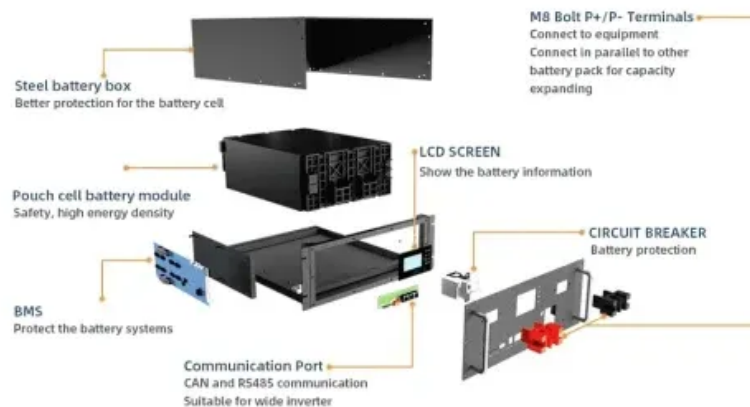 M8 Bolt P+/P- Terminals
Connect to equipment
Connect in parallel to other
battery pack for capacity
expanding
Steel battery box
Better protection for the battery cell
LCD SCREEN
Show the battery information
Pouch cell battery module
Safety, high energy density
CIRCUIT BREAKER
Battery protection
BMS
Protect the battery systems
Communication Port
CAN and RS485 communication
Suitable for wide inverter